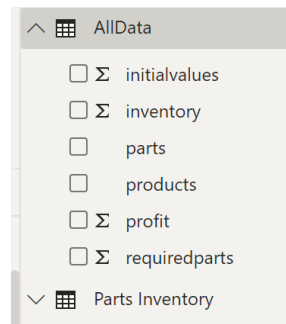 AllData
Σ initialvalues
Σ inventory
parts
products
Σ profit
Σ requiredparts
Parts Inventory